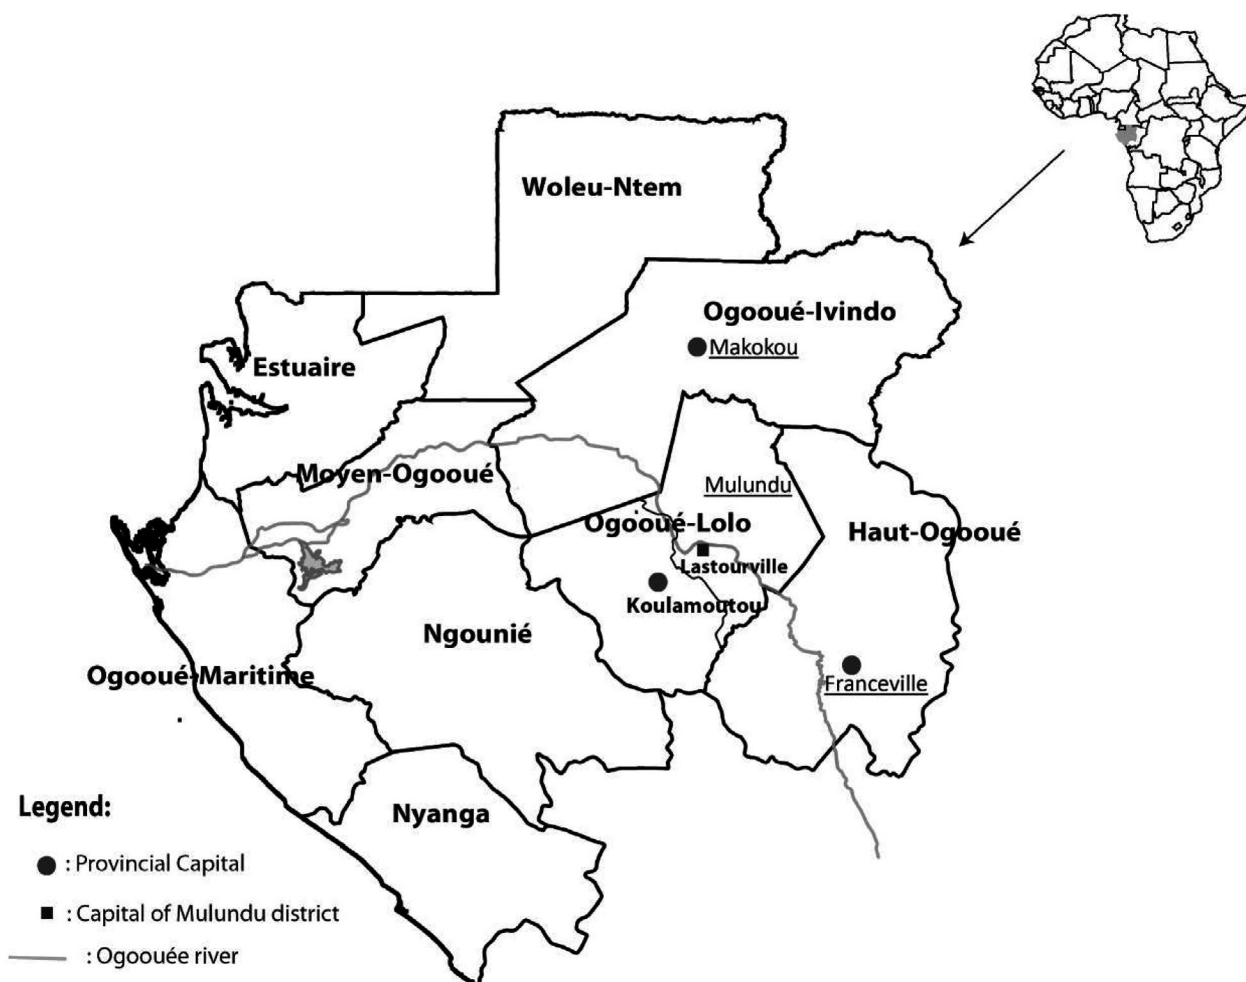 Woleu-Ntem
Ogooué-Ivindo
Makokou
Estuaire
Moyen-Ogooué
Mulundu
Ogooué-Lolo
Haut-Ogooué
Lastourville
Koulamoutou
Ngounié
Ogooué-Maritime
Franceville
Nyanga
Legend:
: Provincial Capital
: Capital of Mulundu district
: Ogoouée river